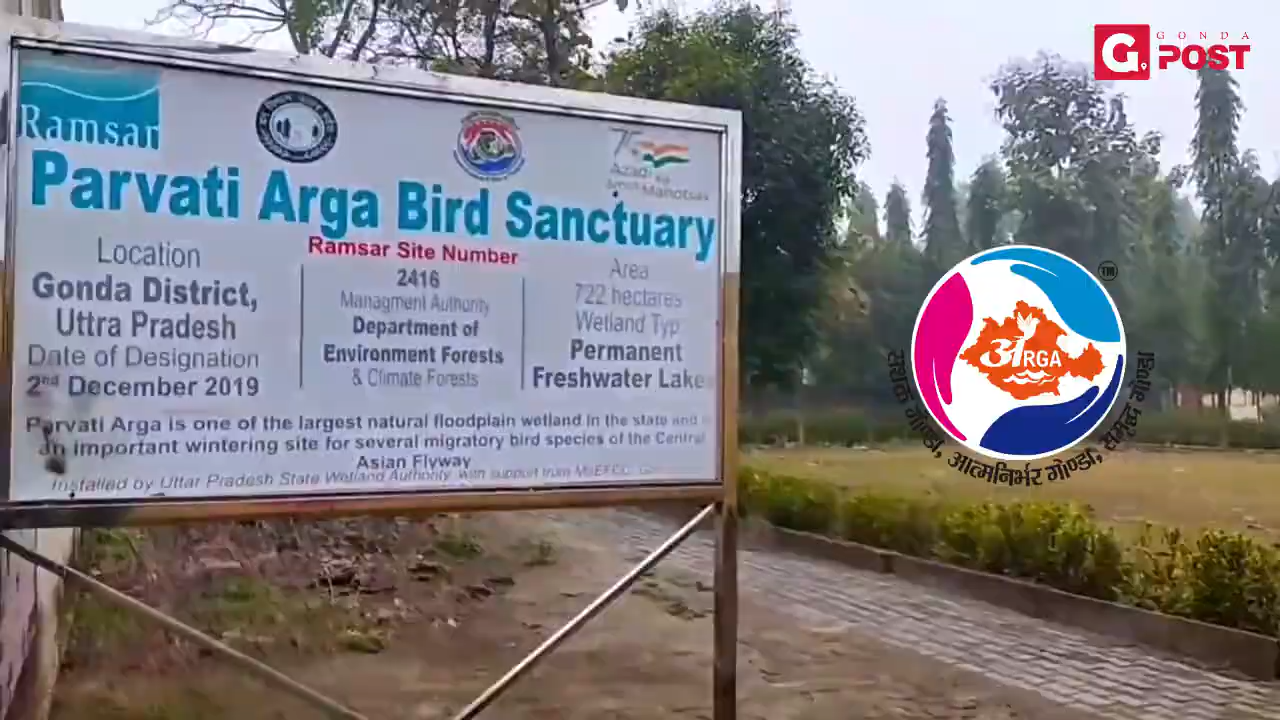 GONDA
G. POST
Ramsar
75
Azadi Ka
Amrit Mahotsav
Parvati Arga Bird Sanctuary
Ramsar Site Number
2416
Location
Gonda District,
Uttra Pradesh
Date of Designation
2nd December 2019
Managment Authority
Department of
Environment Forests
& Climate Forests
Area
722 hectares
Wetland Typ
Permanent
Freshwater Lake
Parvati Arga is one of the largest natural floodplain wetland in the state and
an important wintering site for several migratory bird species of the Central
Asian Flyway
Installed by Uttar Pradesh State Wetland Authority, with support from MoEFCC,
TM
अRGA
सशक्त गोण्डा, आत्मनिर्भर गोण्डा, समृद्ध गोण्डा